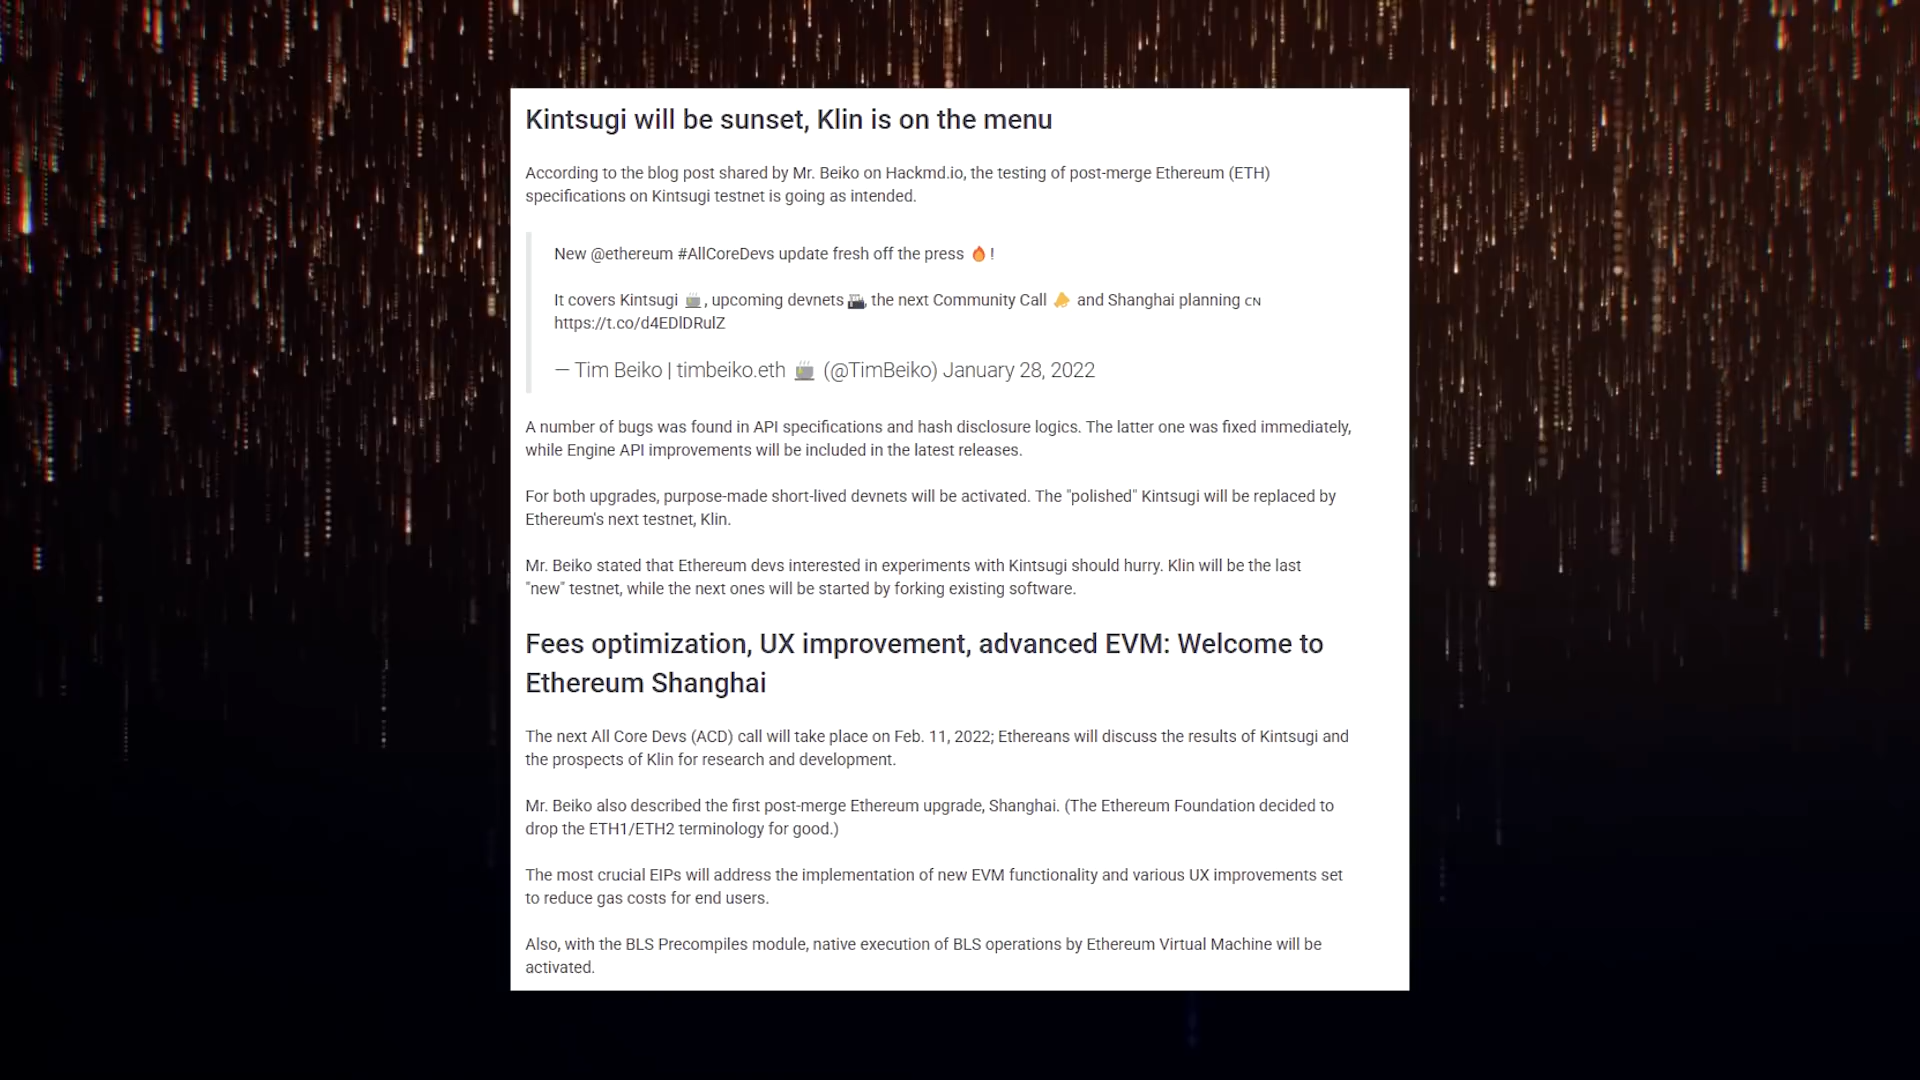 Kintsugi will be sunset, Klin is on the menu
According to the blog post shared by Mr. Beiko on Hackmd.io, the testing of post-merge Ethereum (ETH)
specifications on Kintsugi testnet is going as intended.
New @ethereum #AllCoreDevs update fresh off the press 🔥!
It covers Kintsugi 🍵, upcoming devnets 📠, the next Community Call 📣 and Shanghai planning CN
https://t.co/d4EDlDRulZ
— Tim Beiko | timbeiko.eth 🍵 (@TimBeiko) January 28, 2022
A number of bugs was found in API specifications and hash disclosure logics. The latter one was fixed immediately,
while Engine API improvements will be included in the latest releases.
For both upgrades, purpose-made short-lived devnets will be activated. The "polished" Kintsugi will be replaced by
Ethereum's next testnet, Klin.
Mr. Beiko stated that Ethereum devs interested in experiments with Kintsugi should hurry. Klin will be the last
"new" testnet, while the next ones will be started by forking existing software.
Fees optimization, UX improvement, advanced EVM: Welcome to
Ethereum Shanghai
The next All Core Devs (ACD) call will take place on Feb. 11, 2022; Ethereans will discuss the results of Kintsugi and
the prospects of Klin for research and development.
Mr. Beiko also described the first post-merge Ethereum upgrade, Shanghai. (The Ethereum Foundation decided to
drop the ETH1/ETH2 terminology for good.)
The most crucial EIPs will address the implementation of new EVM functionality and various UX improvements set
to reduce gas costs for end users.
Also, with the BLS Precompiles module, native execution of BLS operations by Ethereum Virtual Machine will be
activated.